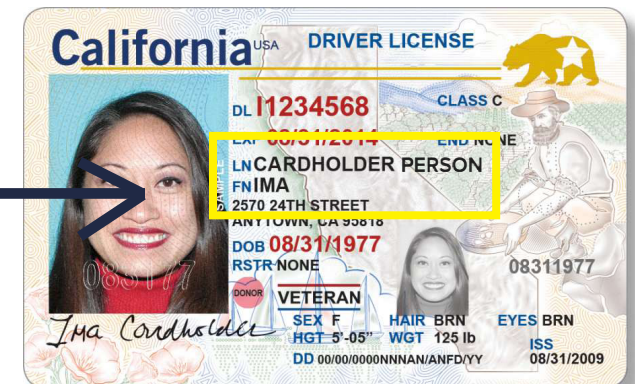 California USA DRIVER LICENSE
DL I1234568 CLASS C
EXP 08/31/2014 END NONE
LN CARDHOLDER PERSON
FN IMA
2570 24TH STREET
ANYTOWN, CA 95818
DOB 08/31/1977
RSTR NONE 08311977
DONOR VETERAN
SEX F HAIR BRN EYES BRN
HGT 5'-05" WGT 125 lb ISS
DD 00/00/0000NNNAN/ANFD/YY 08/31/2009
SAMPLE
083177
Ima Cardholder